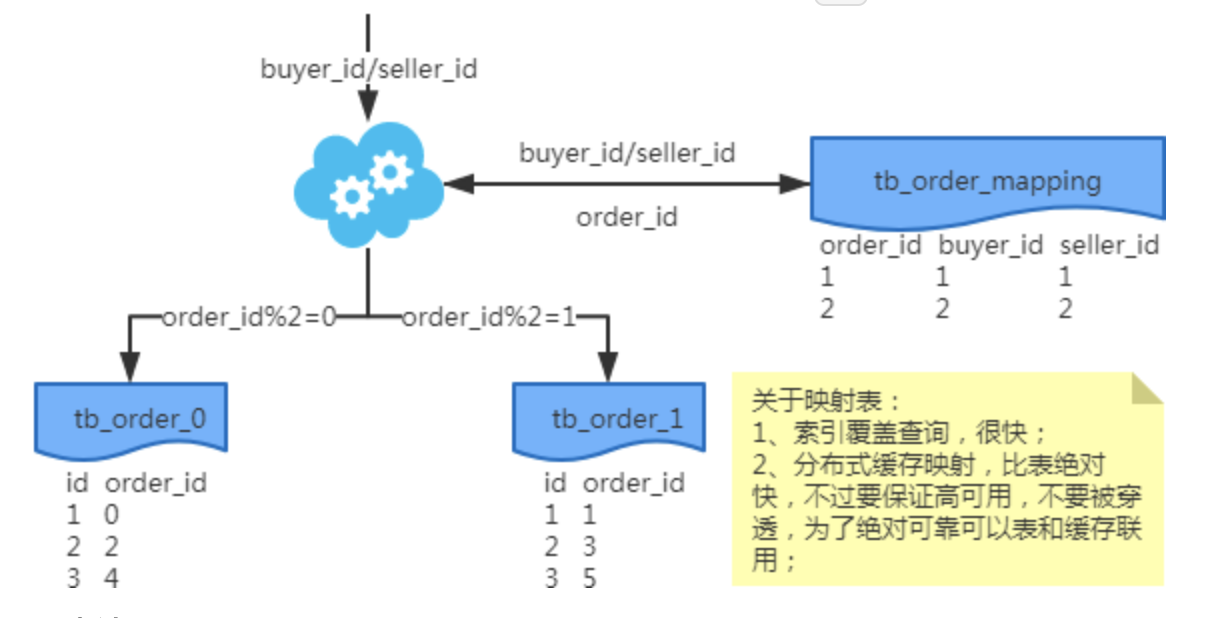 buyer_id/seller_id
buyer_id/seller_id
order_id
tb_order_mapping
order_id buyer_id seller_id
1 1 1
2 2 2
order_id%2=0
order_id%2=1
tb_order_0
id order_id
1 0
2 2
3 4
tb_order_1
id order_id
1 1
2 3
3 5
关于映射表：
1、索引覆盖查询，很快；
2、分布式缓存映射，比表绝对
快，不过要保证高可用，不要被穿
透，为了绝对可靠可以表和缓存联
用；